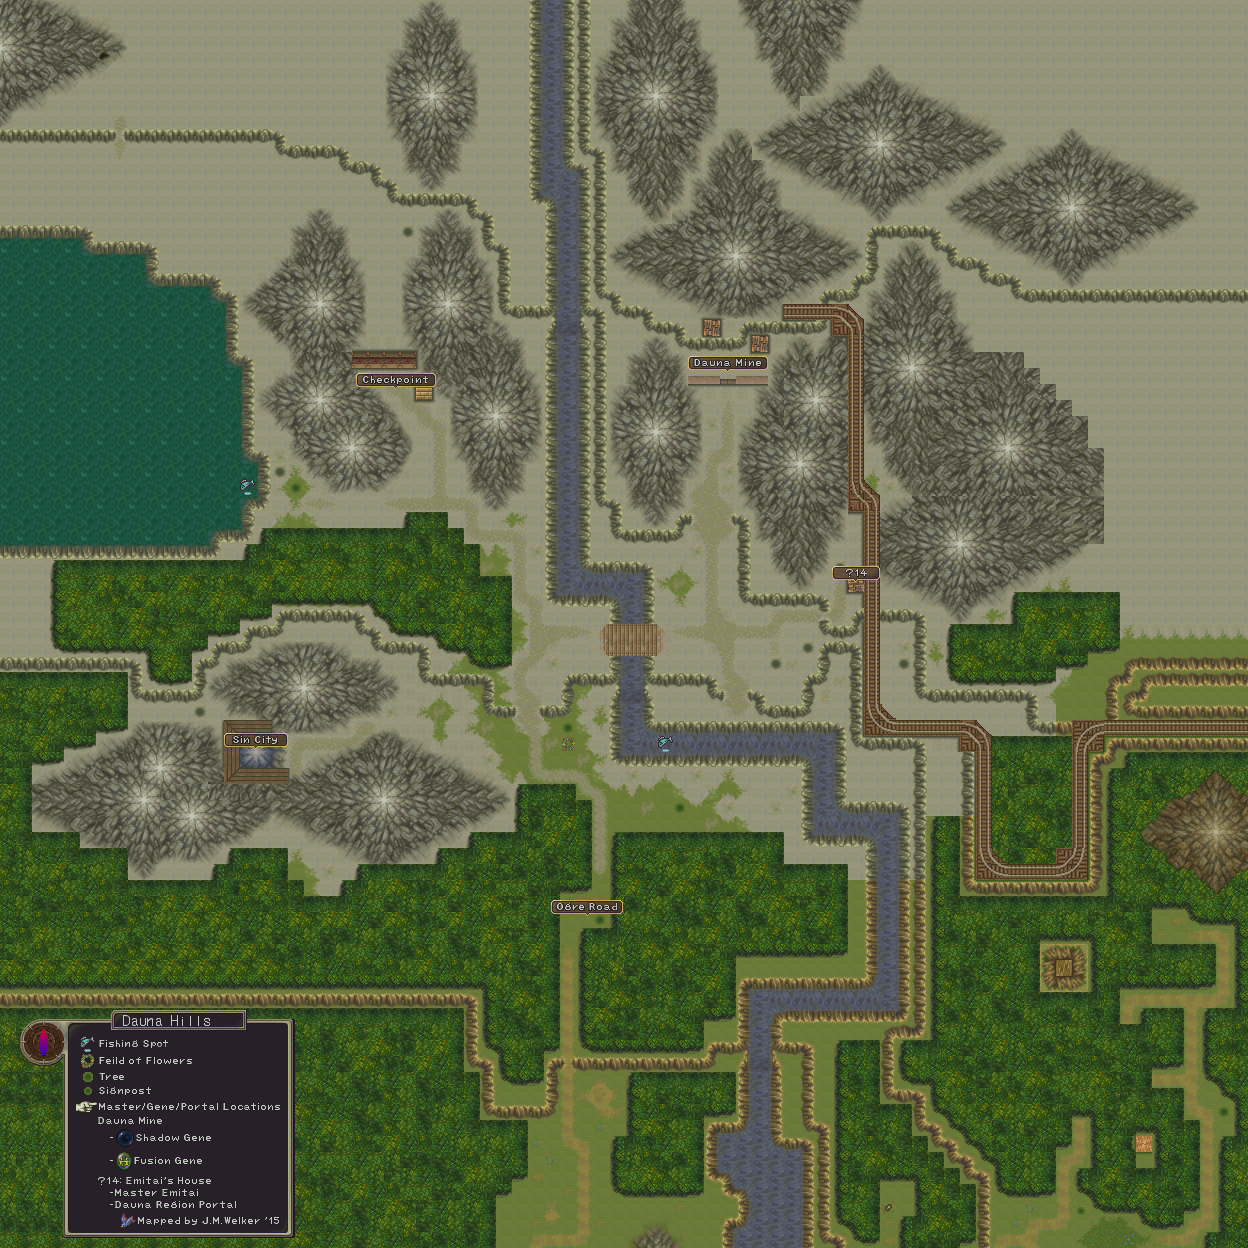 Dauna Mine
Checkpoint
?14
Sin City
Ogre Road
Dauna Hills
Fishing Spot
Feild of Flowers
Tree
Signpost
Master/Gene/Portal Locations
Dauna Mine
- Shadow Gene
- Fusion Gene
?14: Emitai's House
-Master Emitai
-Dauna Region Portal
Mapped by J.M.Welker '15